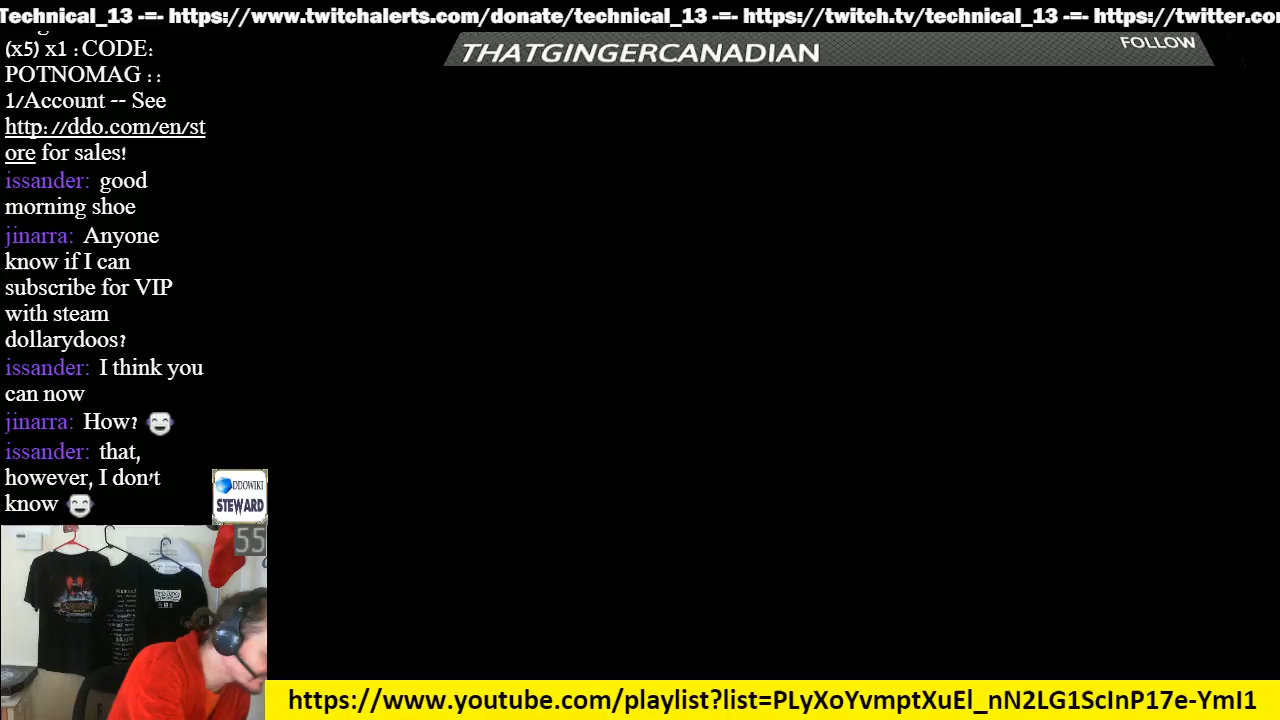 Technical_13 -=- https://www.twitchalerts.com/donate/technical_13 -=- https://twitch.tv/technical_13 -=- https://twitter.co
THATGINGERCANADIAN
FOLLOW
(x5) x1 :CODE:
POTNOMAG ::
1/Account -- See
http://ddo.com/en/st
ore for sales!
issander: good
morning shoe
jinarra: Anyone
know if I can
subscribe for VIP
with steam
dollarydoos?
issander: I think you
can now
jinarra: How?
issander: that,
however, I don't
know
DDOWIKI
STEWARD
55
https://www.youtube.com/playlist?list=PLyXoYvmptXuEl_nN2LG1ScInP17e-YmI1